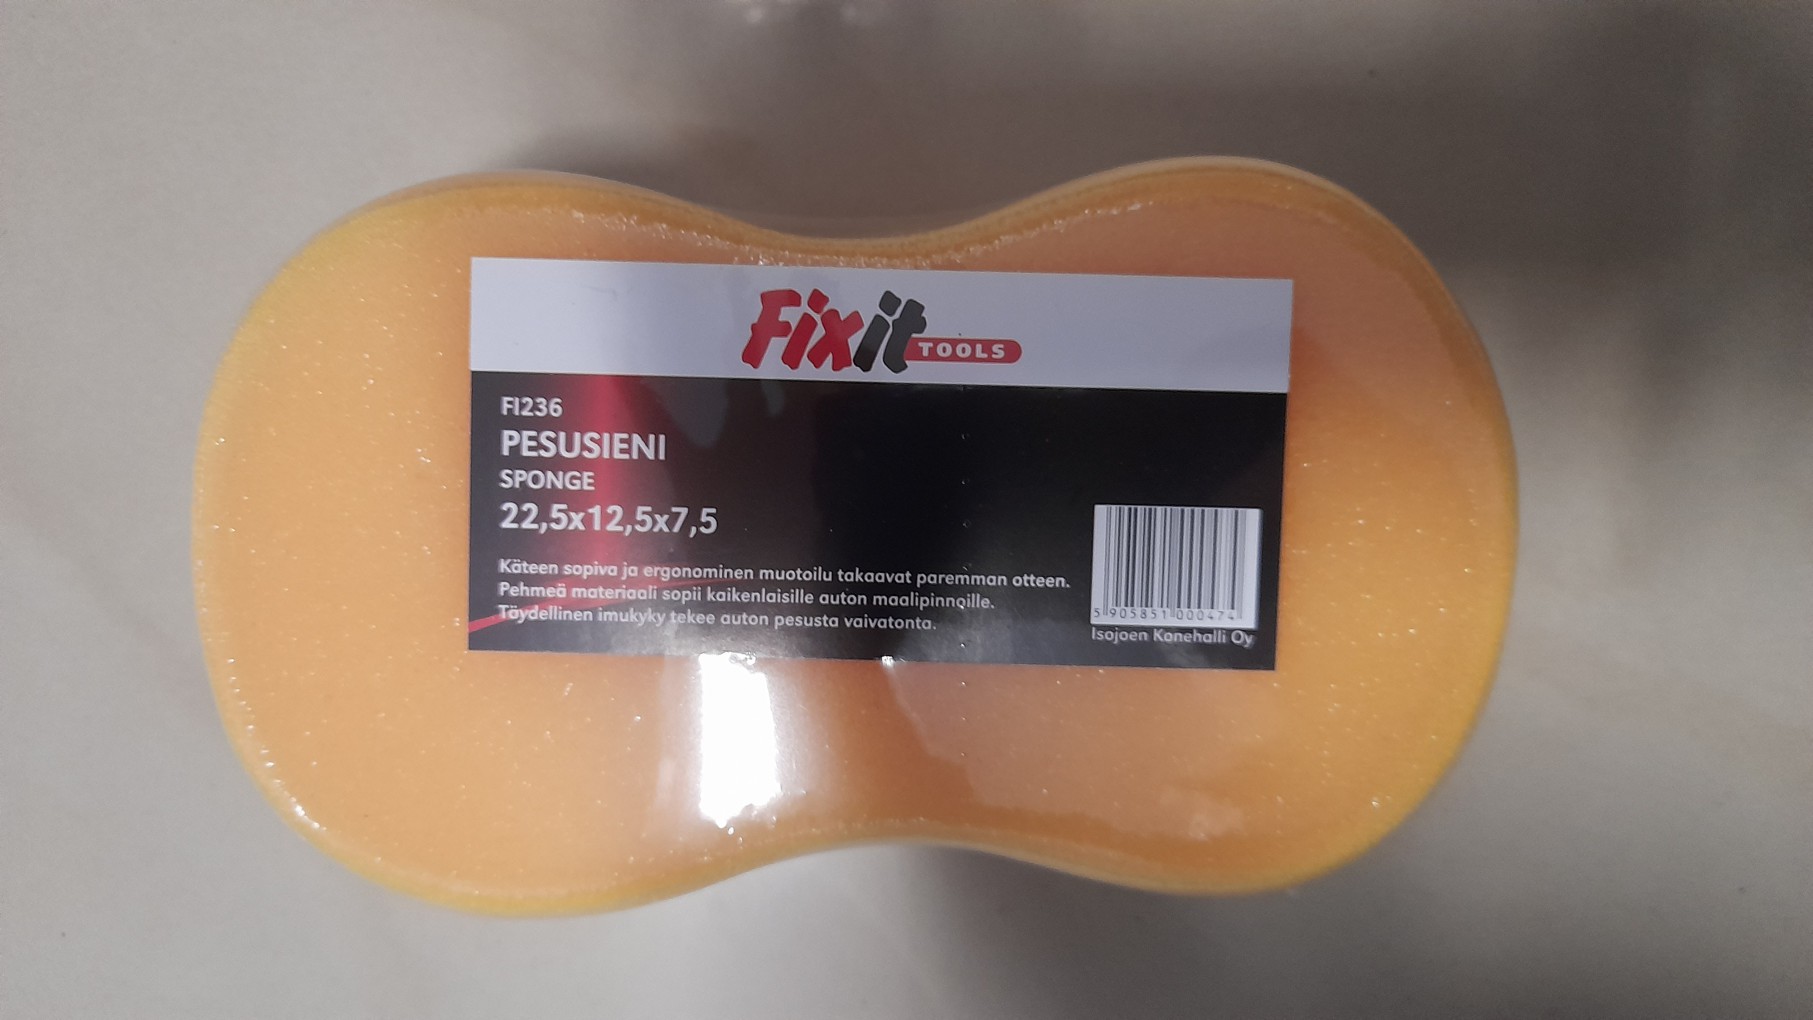 Fixit TOOLS
FI236
PESUSIENI
SPONGE
22,5x12,5x7,5
Käteen sopiva ja ergonominen muotoilu takaavat paremman otteen.
Pehmeä materiaali sopii kaikenlaisille auton maalipinnoille.
Töydellinen imukyky tekee auton pesusta vaivatonta.
5 905851 000474
Isojoen Konehalli Oy